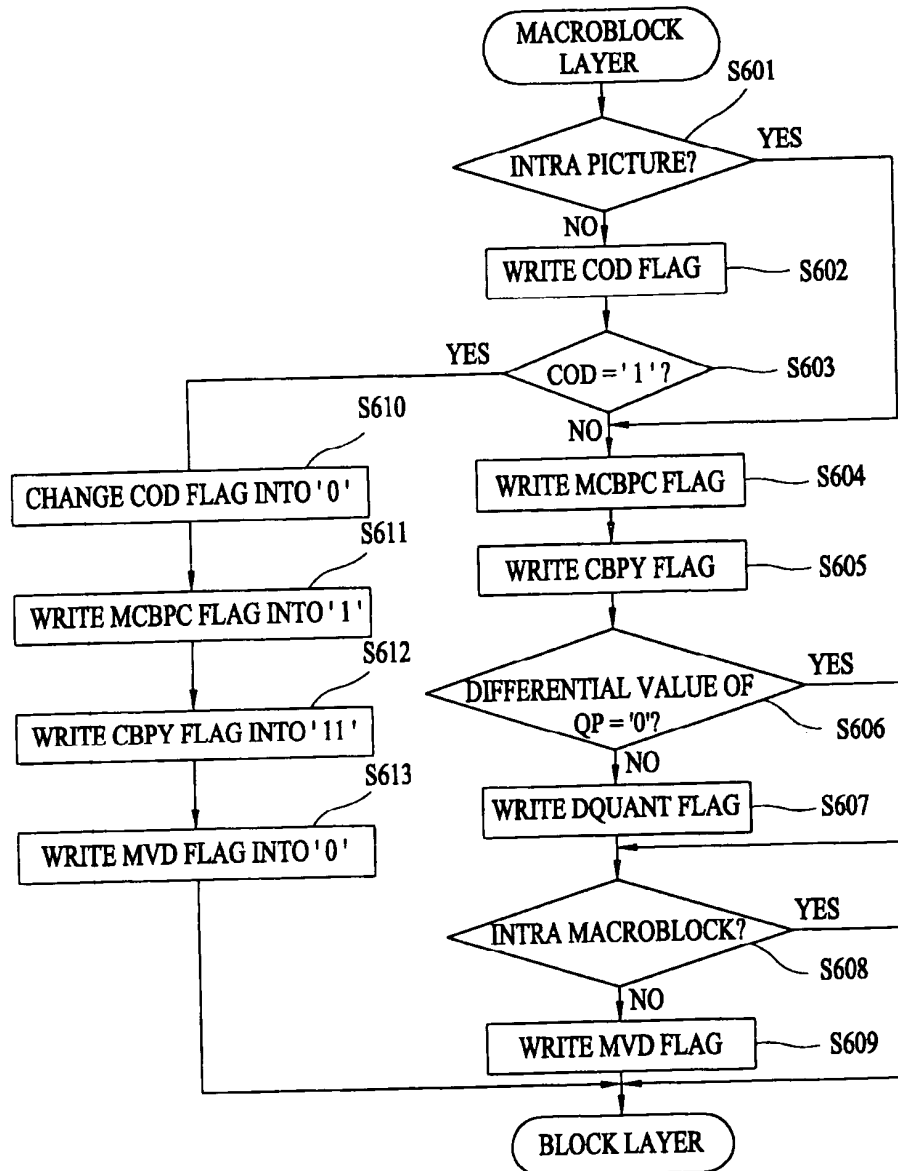 MACROBLOCK
LAYER
S601
INTRA PICTURE?
YES
NO
WRITE COD FLAG
S602
YES
COD = ' 1 ' ?
S603
NO
S610
CHANGE COD FLAG INTO ' 0 '
WRITE MCBPC FLAG
S604
S611
WRITE MCBPC FLAG INTO ' 1 '
WRITE CBPY FLAG
S605
S612
WRITE CBPY FLAG INTO ' 11 '
DIFFERENTIAL VALUE OF
QP = '0'?
YES
S606
NO
S613
WRITE MVD FLAG INTO ' 0 '
WRITE DQUANT FLAG
S607
INTRA MACROBLOCK?
YES
S608
NO
WRITE MVD FLAG
S609
BLOCK LAYER